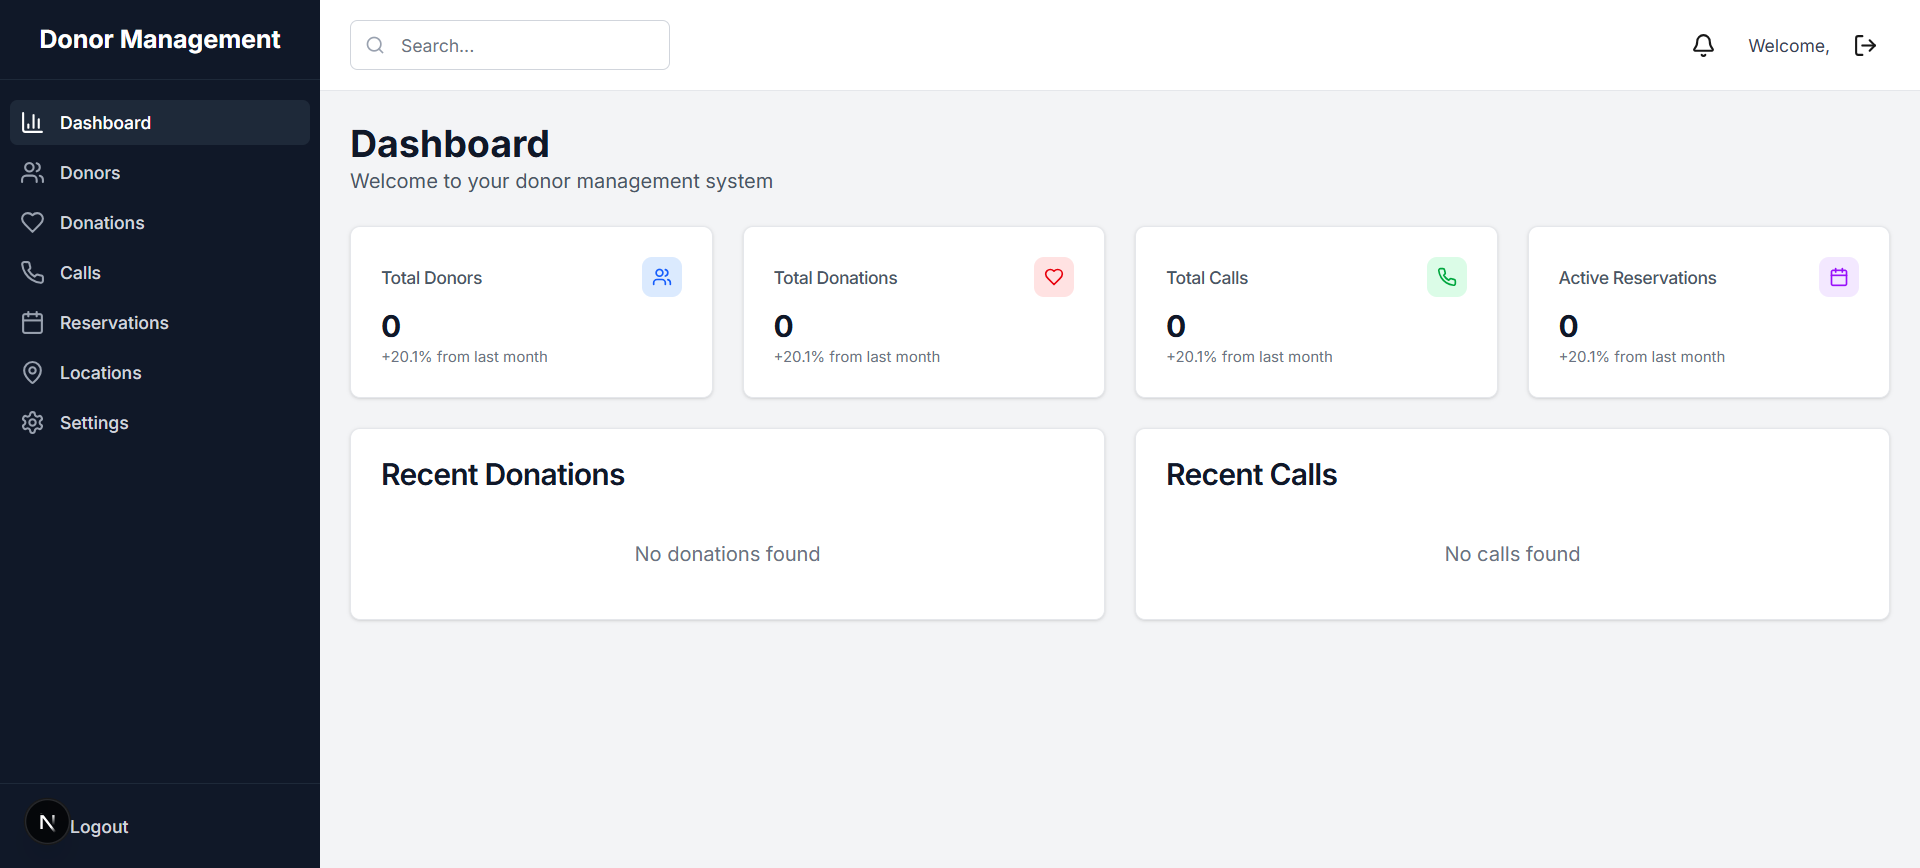 Donor Management
Search...
Welcome,
Dashboard
Donors
Donations
Calls
Reservations
Locations
Settings
N
Logout
Dashboard
Welcome to your donor management system
Total Donors
0
+20.1% from last month
Total Donations
0
+20.1% from last month
Total Calls
0
+20.1% from last month
Active Reservations
0
+20.1% from last month
Recent Donations
No donations found
Recent Calls
No calls found